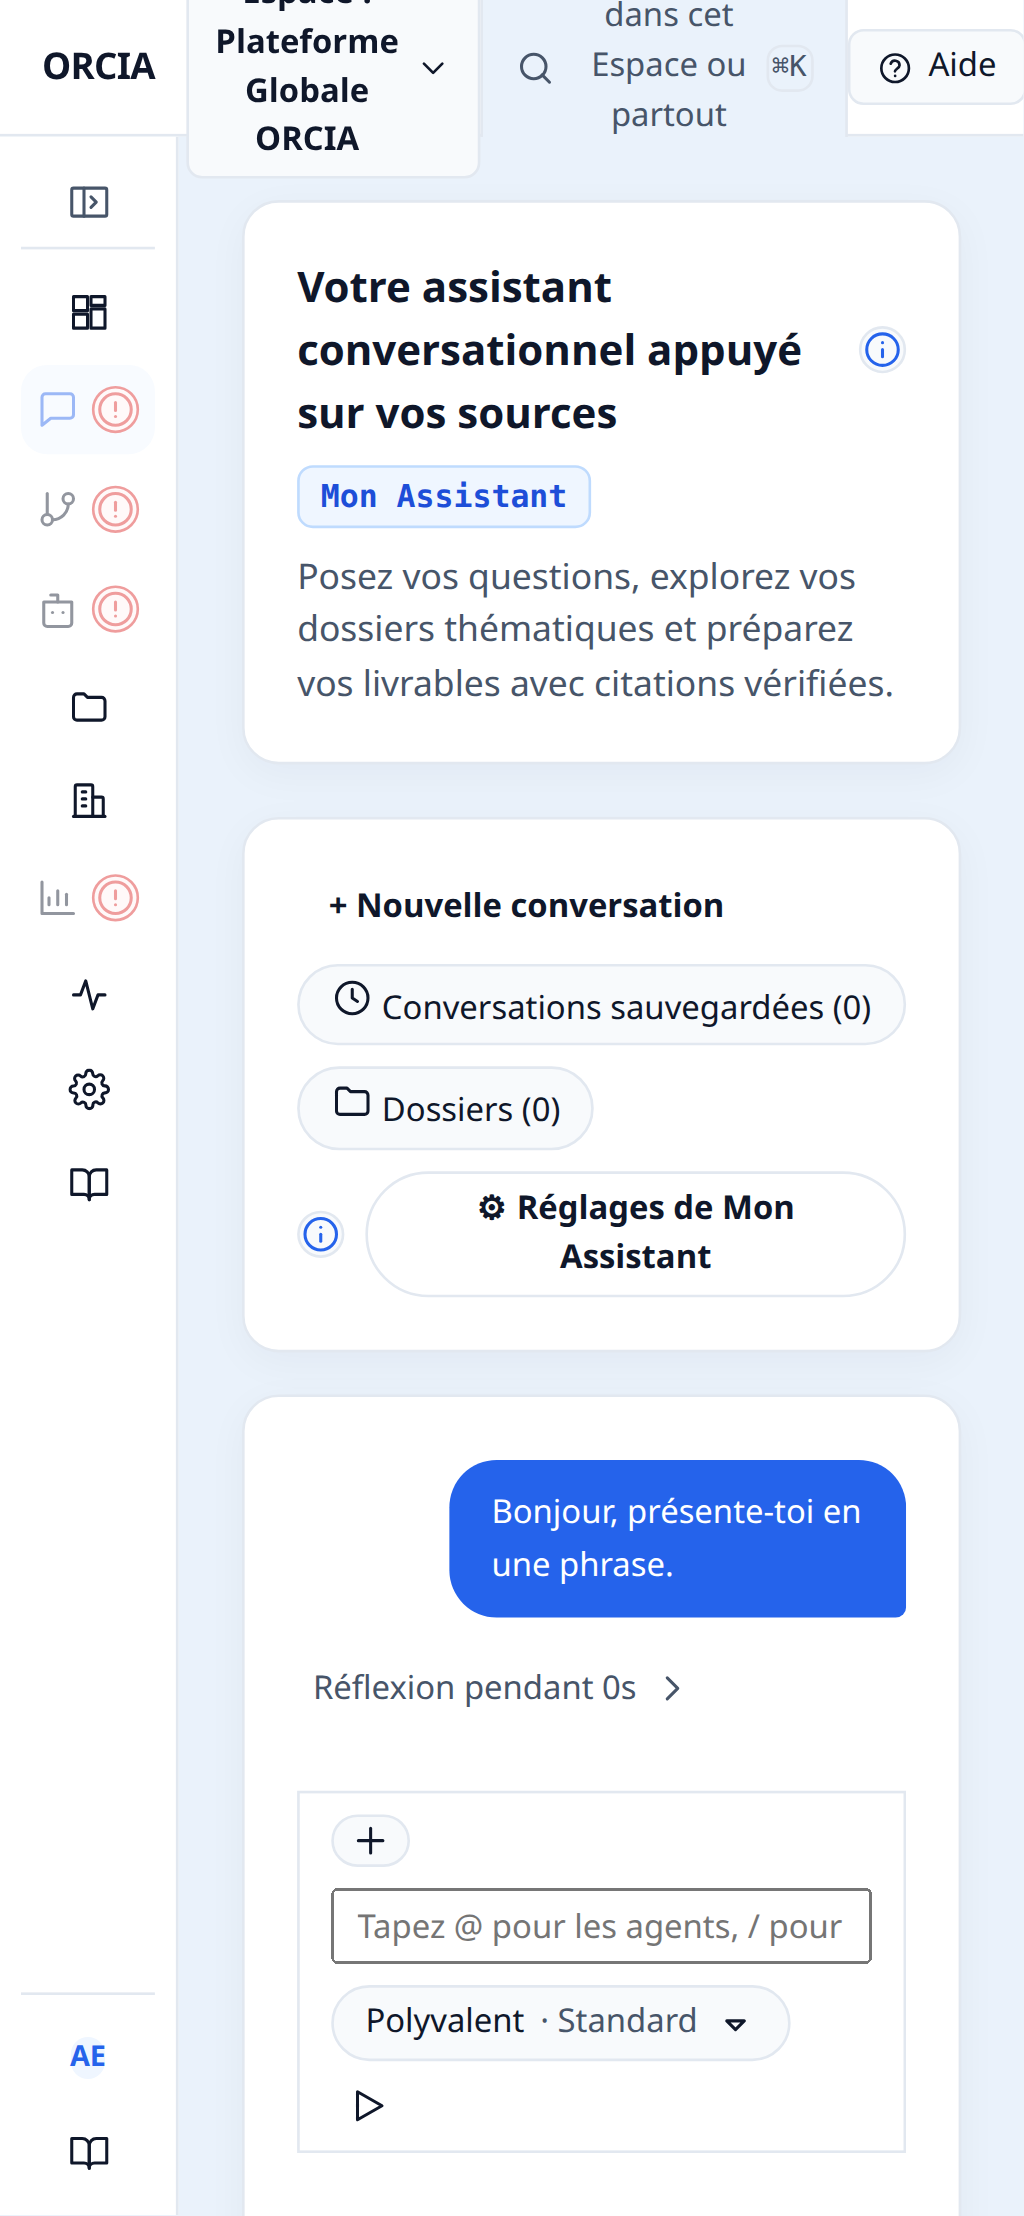 ORCIA
Espace :
Plateforme
Globale
ORCIA
dans cet
Espace ou
partout
⌘K
Aide
Votre assistant
conversationnel appuyé
sur vos sources
Mon Assistant
Posez vos questions, explorez vos
dossiers thématiques et préparez
vos livrables avec citations vérifiées.
+ Nouvelle conversation
Conversations sauvegardées (0)
Dossiers (0)
⚙ Réglages de Mon
Assistant
Bonjour, présente-toi en
une phrase.
Réflexion pendant 0s
Tapez @ pour les agents, / pour
Polyvalent · Standard
AE